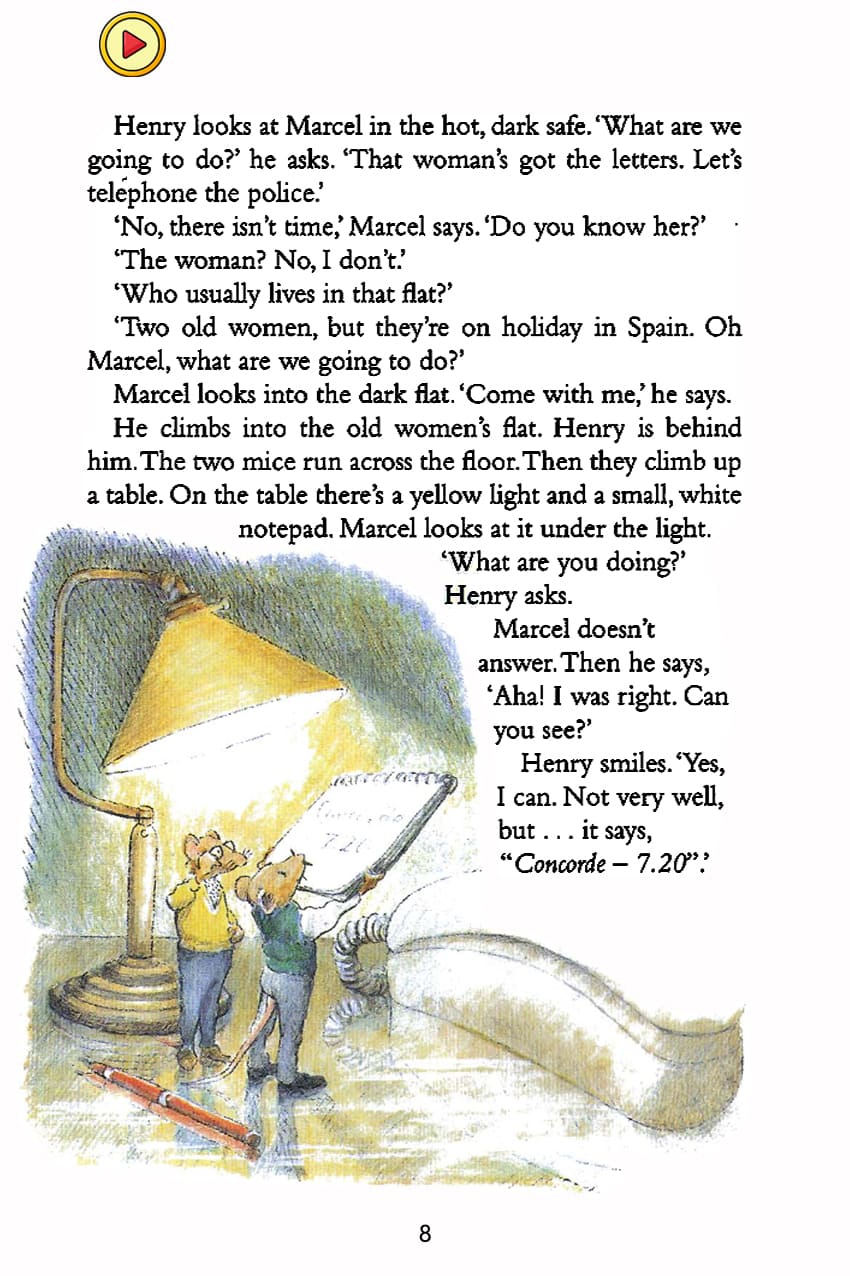 Henry looks at Marcel in the hot, dark safe. ‘What are we
going to do?’ he asks. ‘That woman’s got the letters. Let’s
telephone the police.’
‘No, there isn’t time,’ Marcel says. ‘Do you know her?’
‘The woman? No, I don’t.’
‘Who usually lives in that flat?’
‘Two old women, but they’re on holiday in Spain. Oh
Marcel, what are we going to do?’
Marcel looks into the dark flat. ‘Come with me,’ he says.
He climbs into the old women’s flat. Henry is behind
him. The two mice run across the floor. Then they climb up
a table. On the table there’s a yellow light and a small, white
notepad. Marcel looks at it under the light.
‘What are you doing?’
Henry asks.
Marcel doesn’t
answer. Then he says,
‘Aha! I was right. Can
you see?’
Henry smiles. ‘Yes,
I can. Not very well,
but . . . it says,
“Concorde – 7.20”.’
7.20
8